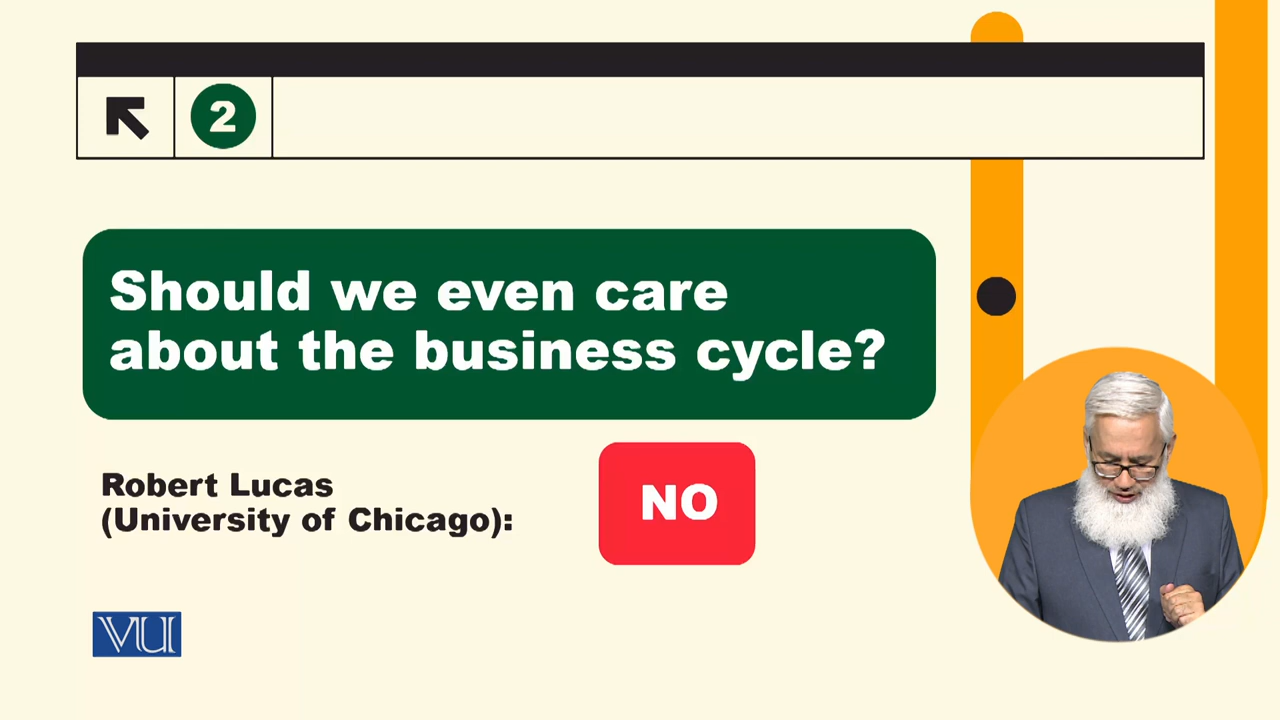 2
Should we even care
about the business cycle?
Robert Lucas
(University of Chicago):
NO
VU